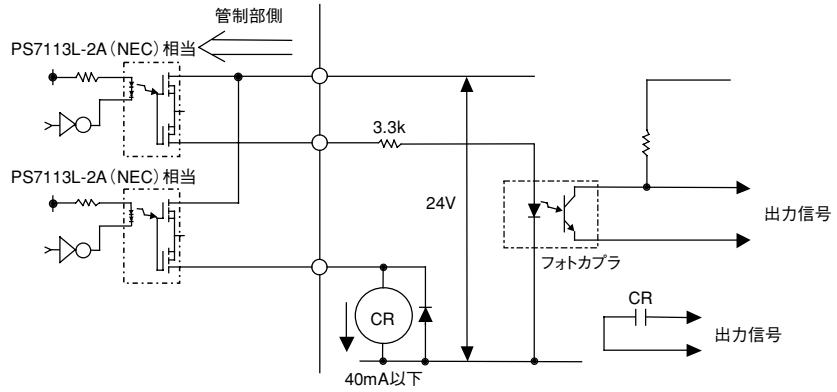 管制部側
PS7113L-2A(NEC)相当
3.3k
PS7113L-2A(NEC)相当
24V
出力信号
フォトカプラ
CR
CR
出力信号
40mA以下